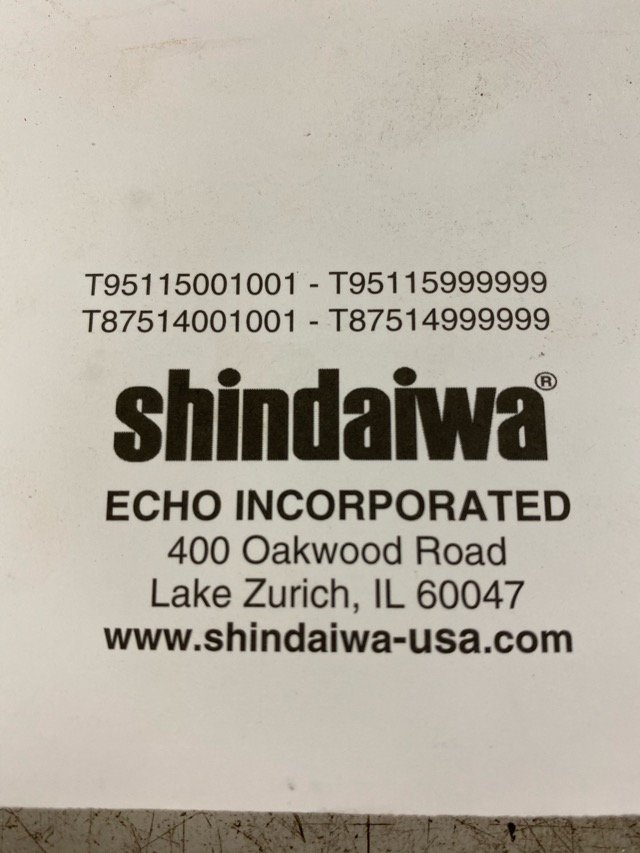 T95115001001 - T95115999999
T87514001001 - T87514999999
shindaiwa®
ECHO INCORPORATED
400 Oakwood Road
Lake Zurich, IL 60047
www.shindaiwa-usa.com